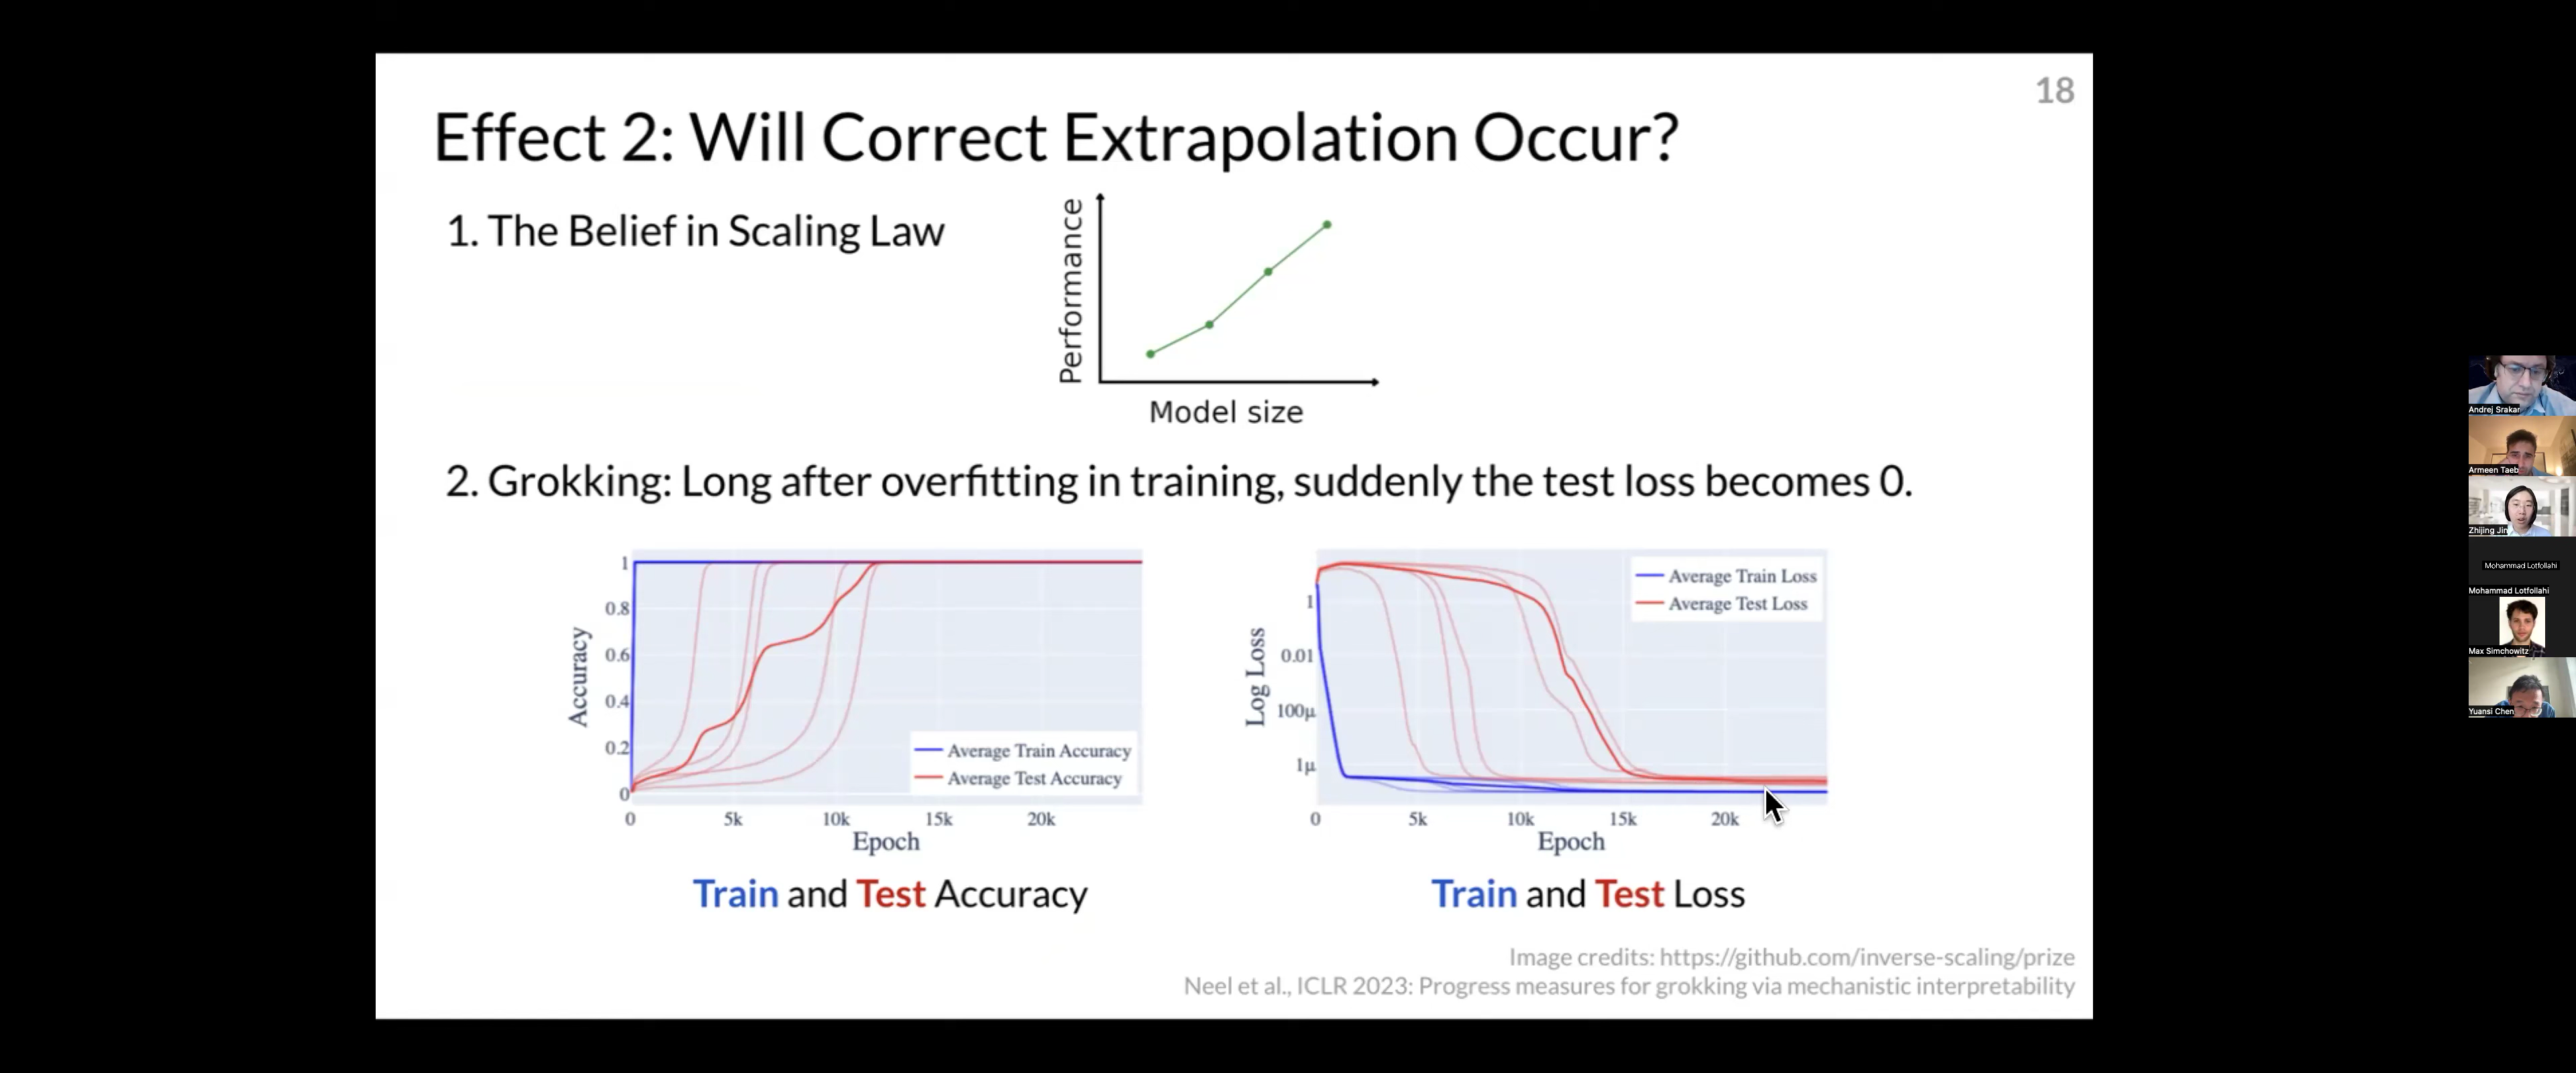 18
Effect 2: Will Correct Extrapolation Occur?
1. The Belief in Scaling Law
Performance
Model size
2. Grokking: Long after overfitting in training, suddenly the test loss becomes 0.
Accuracy
1
0.8
0.6
0.4
0.2
0
Average Train Accuracy
Average Test Accuracy
0 5k 10k 15k 20k
Epoch
Train and Test Accuracy
Log Loss
1
0.01
100μ
1μ
Average Train Loss
Average Test Loss
0 5k 10k 15k 20k
Epoch
Train and Test Loss
Image credits: https://github.com/inverse-scaling/prize
Neel et al., ICLR 2023: Progress measures for grokking via mechanistic interpretability
Andrej Srakar
Armeen Taeb
Zhijing Jin
Mohammad Lotfollahi
Mohammad Lotfollahi
Max Simchowitz
Yuansi Chen